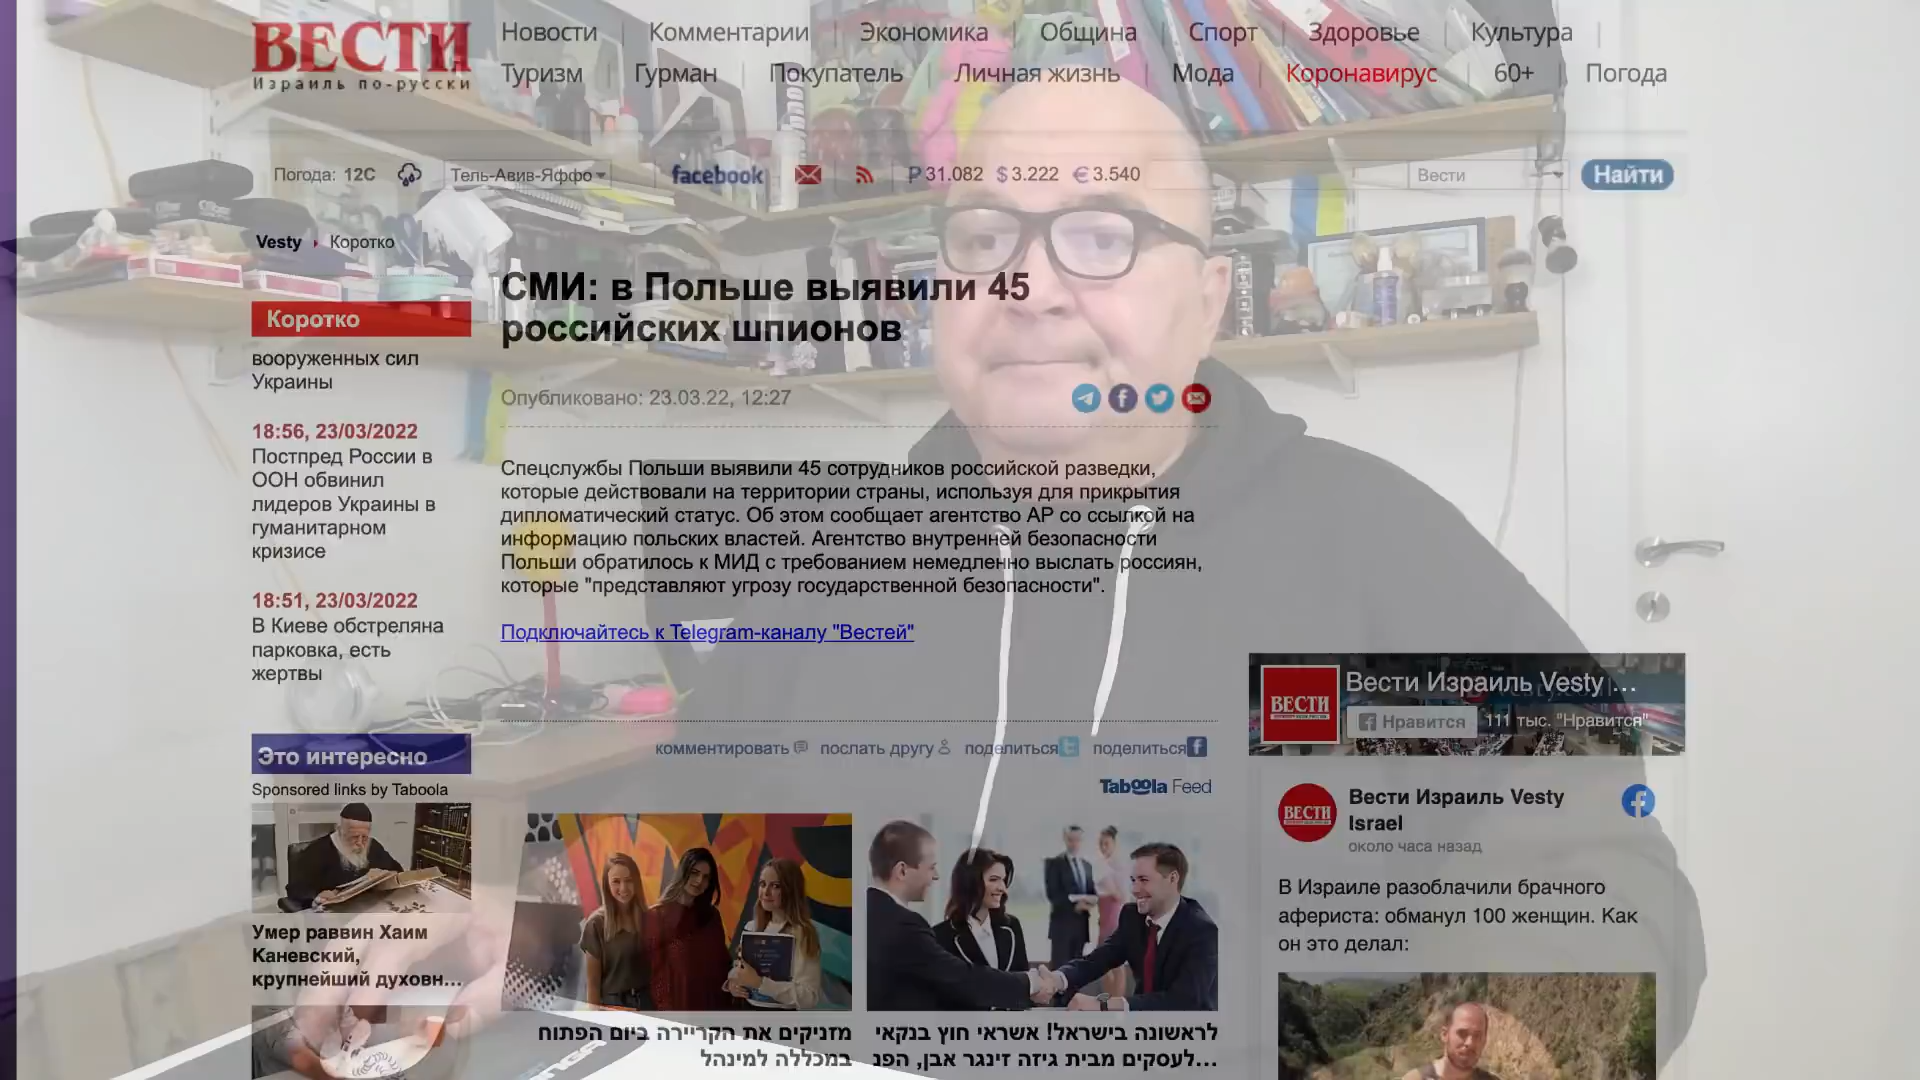 ВЕСТИ
Израиль по-русски
Новости | Комментарии | Экономика | Община | Спорт | Здоровье | Культура |
Туризм | Гурман | Покупатель | Личная жизнь | Мода | Коронавирус | 60+ | Погода
Погода: 12C
Тель-Авив-Яффо
facebook
₽ 31.082 $ 3.222 € 3.540
Вести
Найти
Vesty Коротко
Коротко
вооруженных сил
Украины
18:56, 23/03/2022
Постпред России в
ООН обвинил
лидеров Украины в
гуманитарном
кризисе
18:51, 23/03/2022
В Киеве обстреляна
парковка, есть
жертвы
Это интересно
Sponsored links by Taboola
Умер раввин Хаим
Каневский,
крупнейший духовн...
СМИ: в Польше выявили 45
российских шпионов
Опубликовано: 23.03.22, 12:27
Спецслужбы Польши выявили 45 сотрудников российской разведки,
которые действовали на территории страны, используя для прикрытия
дипломатический статус. Об этом сообщает агентство AP со ссылкой на
информацию польских властей. Агентство внутренней безопасности
Польши обратилось к МИД с требованием немедленно выслать россиян,
которые "представляют угрозу государственной безопасности".
Подключайтесь к Telegram-каналу "Вестей"
комментировать послать другу поделиться поделиться
Taboola Feed
מזניקים את הקריירה ביום הפתוח
במכללה למינהל
לראשונה בישראל! אשראי חוץ בנקאי
לעסקים מבית גיזה זינגר אבן, הפנ...
ВЕСТИ
Вести Израиль Vesty ...
Нравится
111 тыс. "Нравится"
ВЕСТИ
Вести Израиль Vesty
Israel
около часа назад
В Израиле разоблачили брачного
афериста: обманул 100 женщин. Как
он это делал: